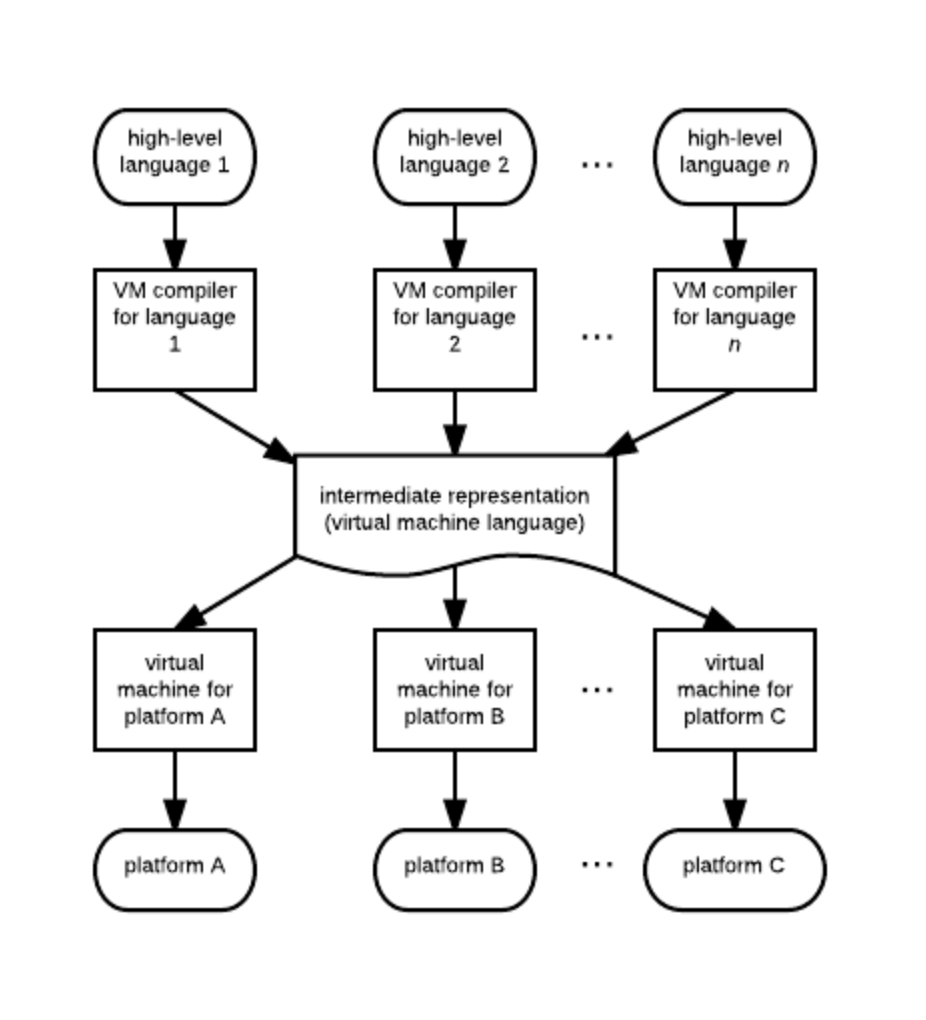 high-level
language 1
high-level
language 2
...
high-level
language n
VM compiler
for language
1
VM compiler
for language
2
...
VM compiler
for language
n
intermediate representation
(virtual machine language)
virtual
machine for
platform A
virtual
machine for
platform B
...
virtual
machine for
platform C
platform A
platform B
...
platform C